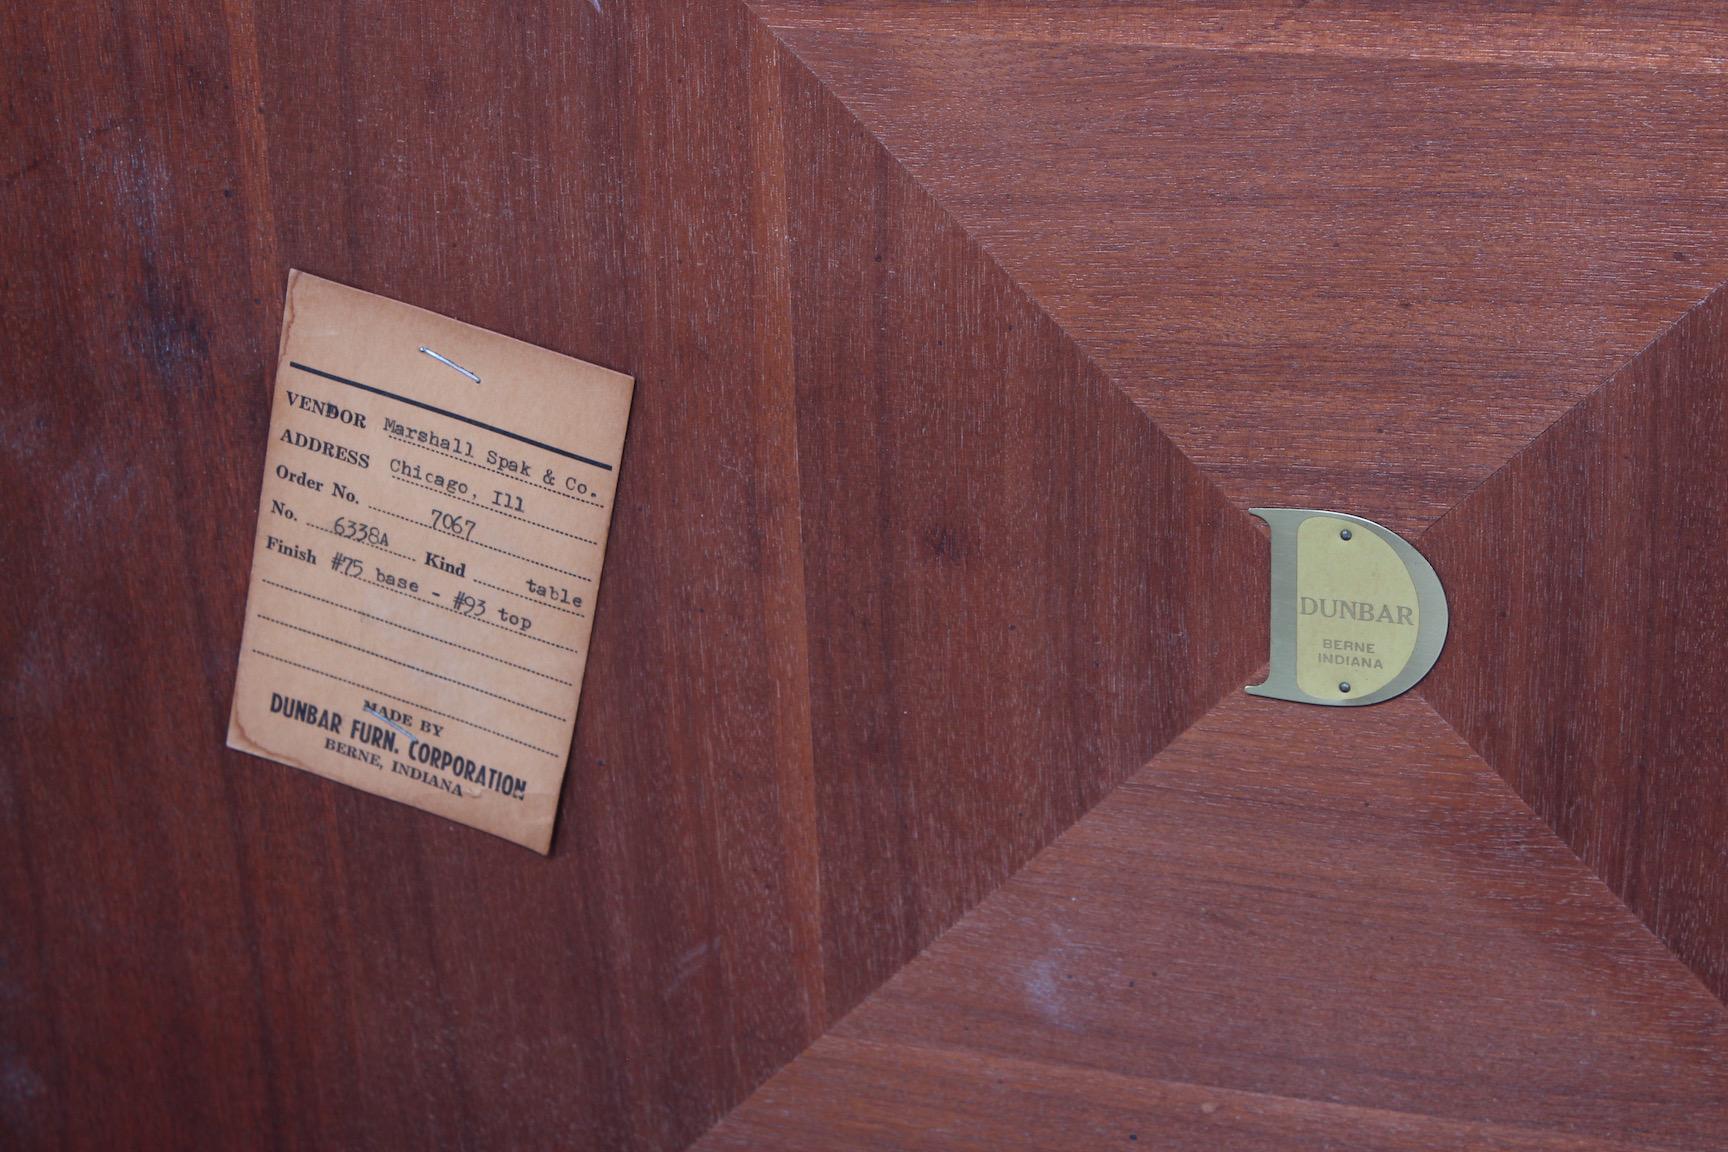 VENDOR Marshall Spak & Co.
ADDRESS Chicago, Ill
Order No. 7067
No. 6338A Kind table
Finish #75 base - #93 top
MADE BY
DUNBAR FURN. CORPORATION
BERNE, INDIANA
DUNBAR
BERNE
INDIANA